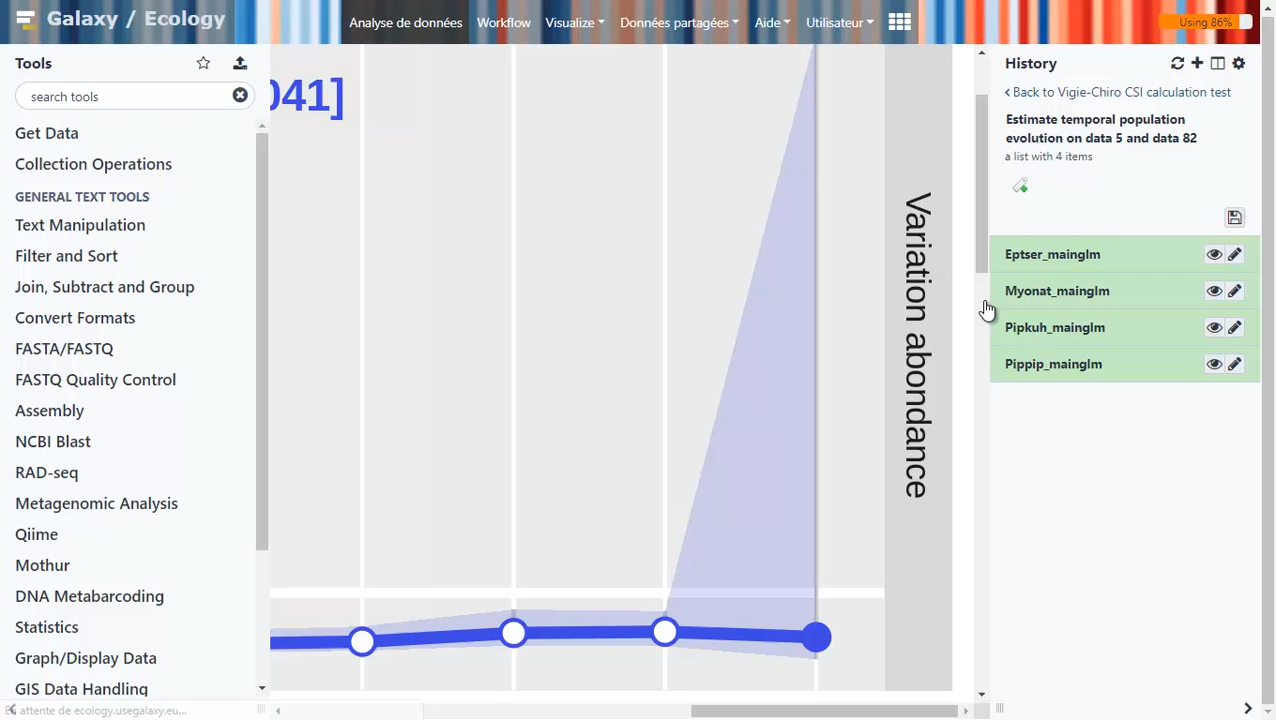 Galaxy / Ecology
Analyse de données
Workflow
Visualize
Données partagées
Aide
Utilisateur
Using 86%
Tools
search tools
Get Data
Collection Operations
GENERAL TEXT TOOLS
Text Manipulation
Filter and Sort
Join, Subtract and Group
Convert Formats
FASTA/FASTQ
FASTQ Quality Control
Assembly
NCBI Blast
RAD-seq
Metagenomic Analysis
Qiime
Mothur
DNA Metabarcoding
Statistics
Graph/Display Data
GIS Data Handling
En attente de ecology.usegalaxy.eu...
041]
Variation abondance
History
Back to Vigie-Chiro CSI calculation test
Estimate temporal population
evolution on data 5 and data 82
a list with 4 items
Eptser_mainglm
Myonat_mainglm
Pipkuh_mainglm
Pippip_mainglm